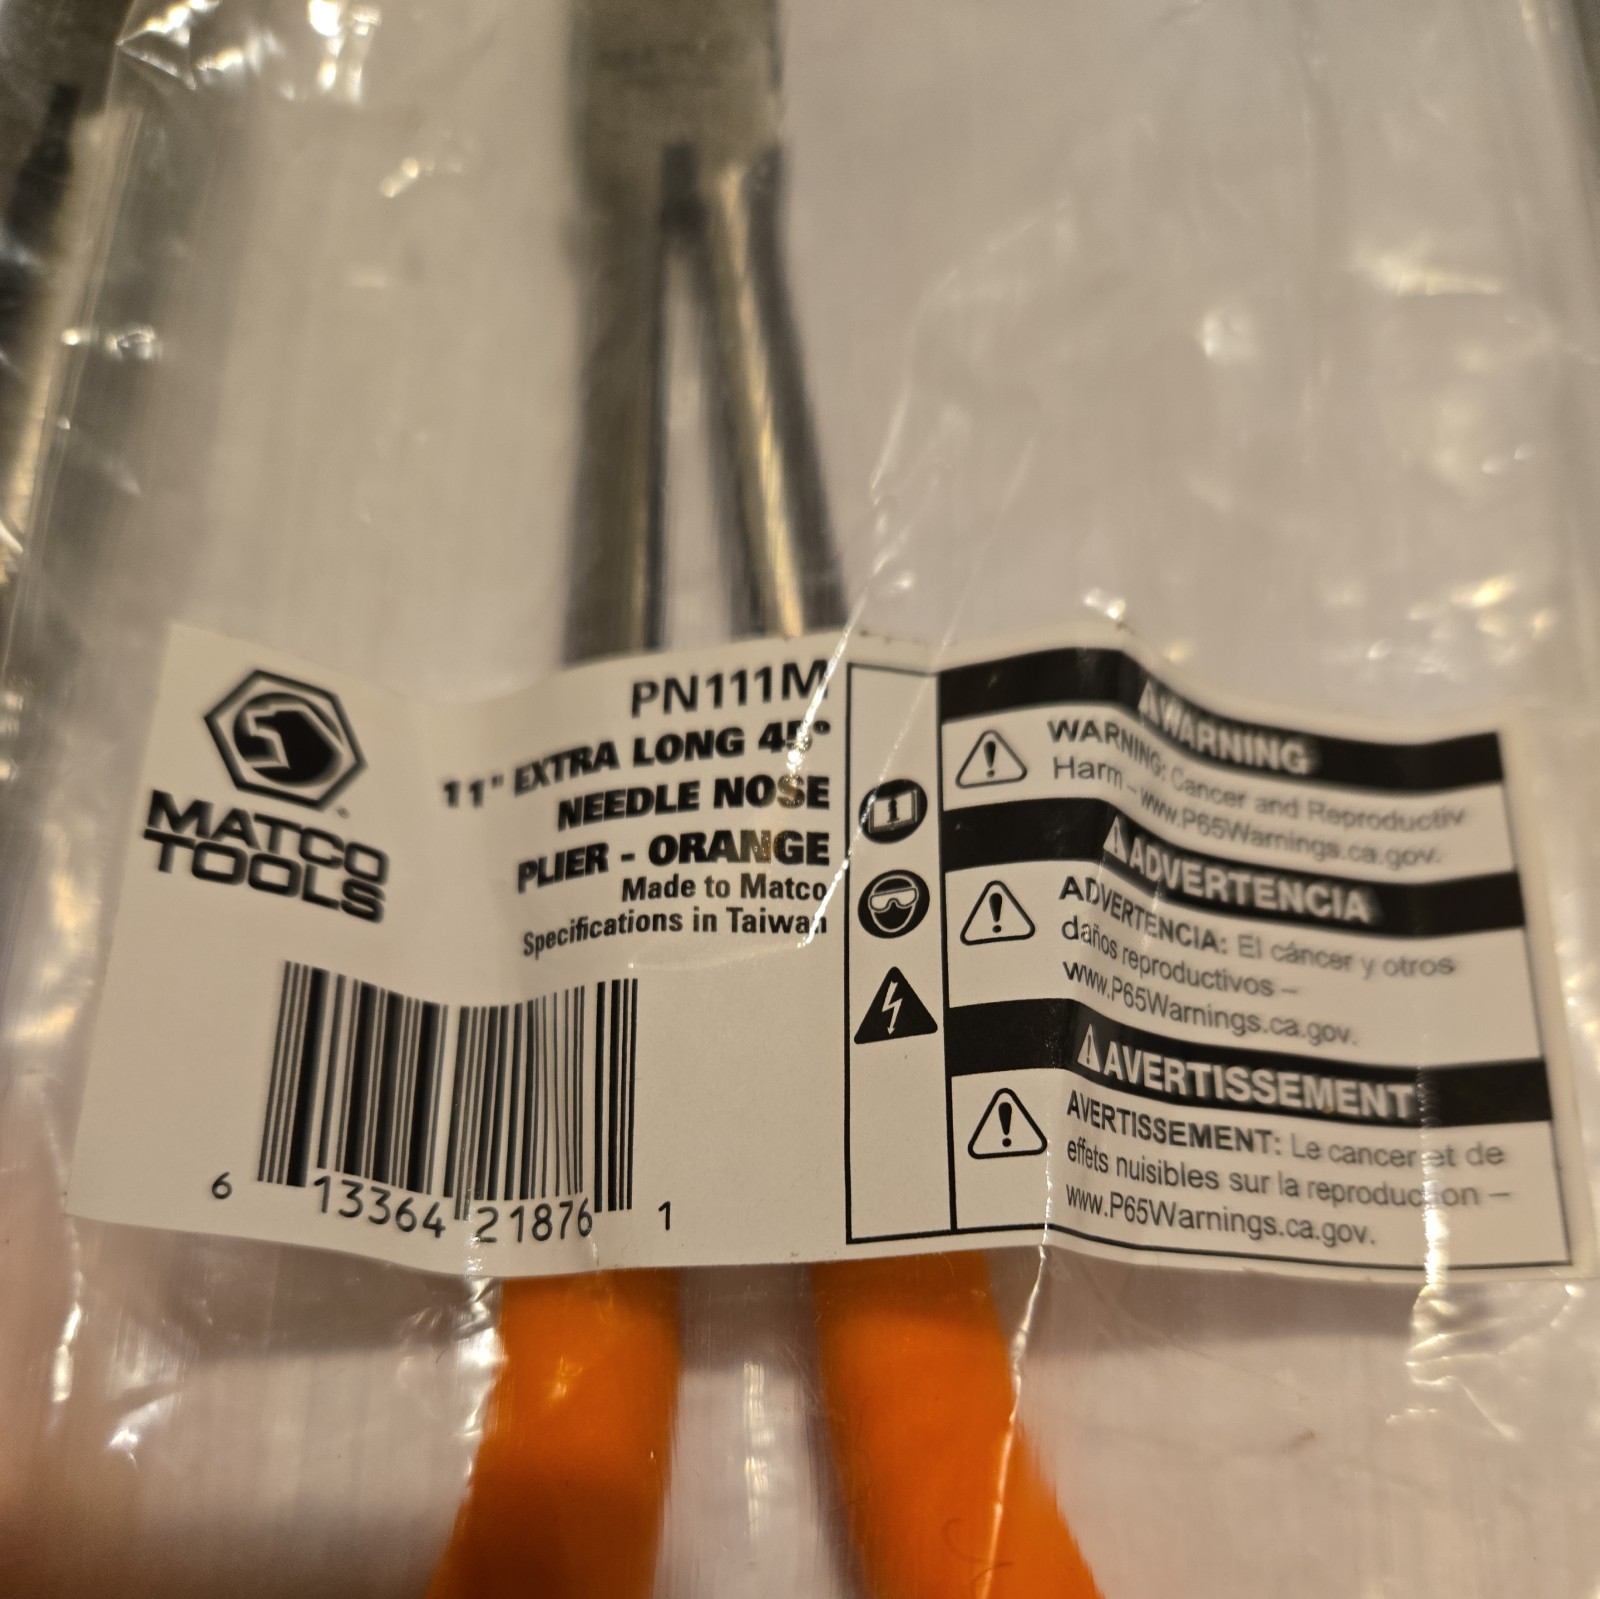 MATCO
TOOLS
PN111M
11" EXTRA LONG 45°
NEEDLE NOSE
PLIER - ORANGE
Made to Matco
Specifications in Taiwan
6 13364 21876 1
WARNING
WARNING: Cancer and Reproductiv
Harm – www.P65Warnings.ca.gov.
ADVERTENCIA
ADVERTENCIA: El cáncer y otros
daños reproductivos –
www.P65Warnings.ca.gov.
AVERTISSEMENT
AVERTISSEMENT: Le cancer et de
effets nuisibles sur la reproduction –
www.P65Warnings.ca.gov.